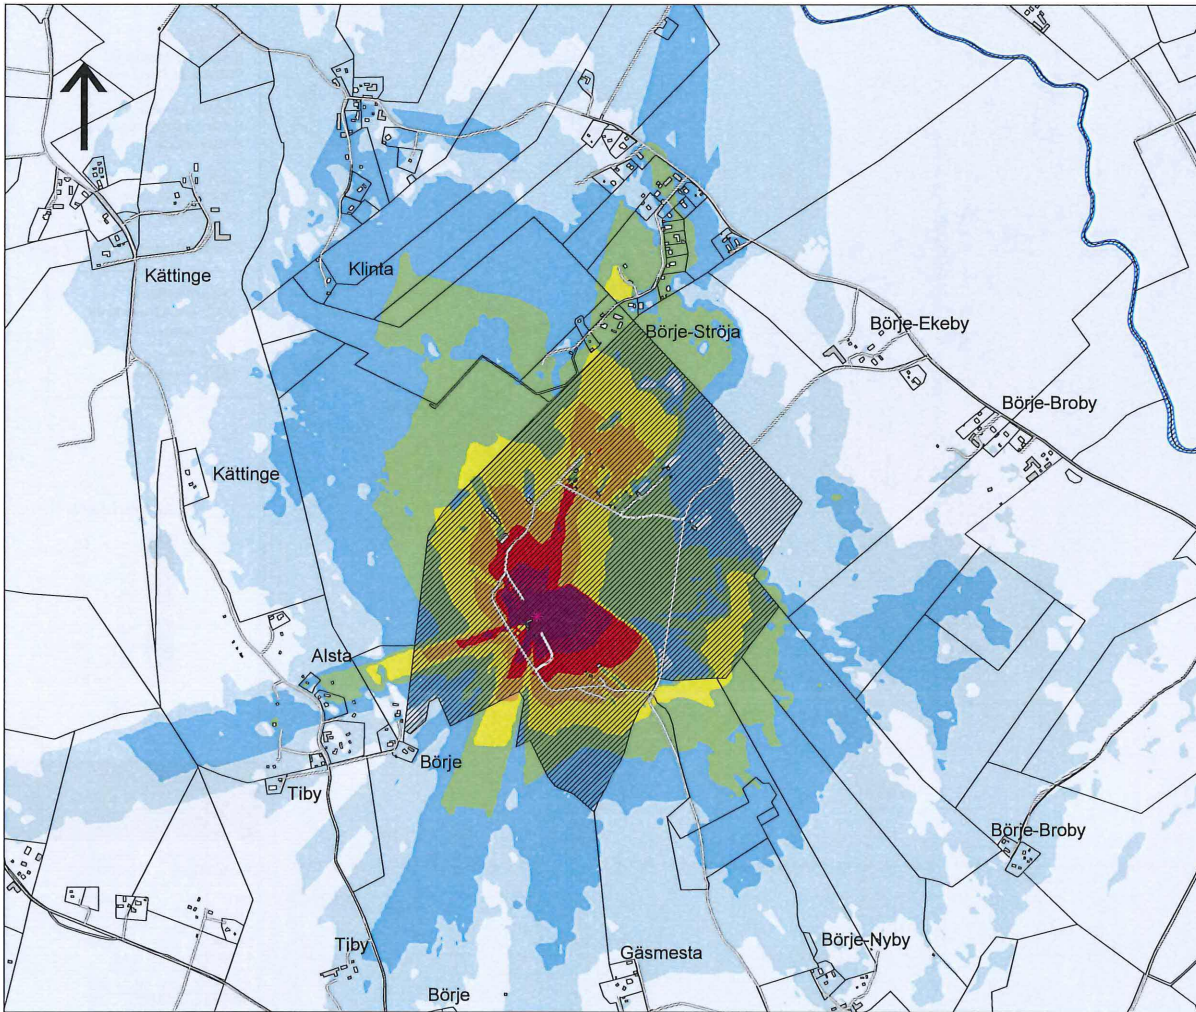 Klinta
Kättinge
Börje-Ströja
Börje-Ekeby
Börje-Broby
Kättinge
Alsta
Börje
Tiby
Börje-Broby
Tiby
Gäsmesta
Börje-Nyby
Börje